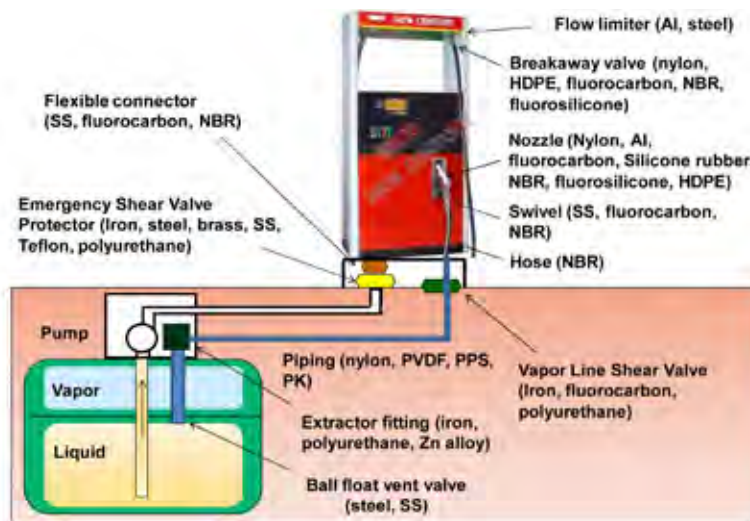 Flow limiter (Al, steel)
Breakaway valve (nylon,
HDPE, fluorocarbon, NBR,
fluorosilicone)
Flexible connector
(SS, fluorocarbon, NBR)
Nozzle (Nylon, Al,
fluorocarbon, Silicone rubber
NBR, fluorosilicone, HDPE)
Emergency Shear Valve
Protector (Iron, steel, brass, SS,
Teflon, polyurethane)
Swivel (SS, fluorocarbon,
NBR)
Hose (NBR)
Pump
Piping (nylon, PVDF, PPS,
PK)
Vapor Line Shear Valve
(Iron, fluorocarbon,
polyurethane)
Vapor
Extractor fitting (iron,
polyurethane, Zn alloy)
Liquid
Ball float vent valve
(steel, SS)